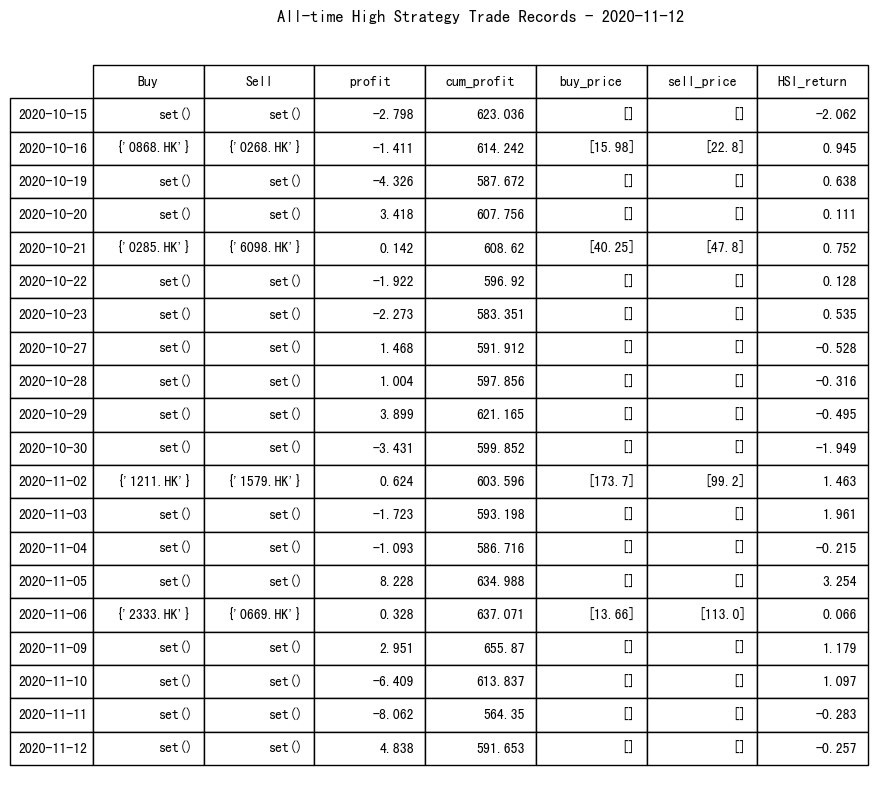 All-time High Strategy Trade Records - 2020-11-12
Buy Sell profit cum_profit buy_price sell_price HSI_return
2020-10-15 set() set() -2.798 623.036 [] [] -2.062
2020-10-16 {'0868.HK'} {'0268.HK'} -1.411 614.242 [15.98] [22.8] 0.945
2020-10-19 set() set() -4.326 587.672 [] [] 0.638
2020-10-20 set() set() 3.418 607.756 [] [] 0.111
2020-10-21 {'0285.HK'} {'6098.HK'} 0.142 608.62 [40.25] [47.8] 0.752
2020-10-22 set() set() -1.922 596.92 [] [] 0.128
2020-10-23 set() set() -2.273 583.351 [] [] 0.535
2020-10-27 set() set() 1.468 591.912 [] [] -0.528
2020-10-28 set() set() 1.004 597.856 [] [] -0.316
2020-10-29 set() set() 3.899 621.165 [] [] -0.495
2020-10-30 set() set() -3.431 599.852 [] [] -1.949
2020-11-02 {'1211.HK'} {'1579.HK'} 0.624 603.596 [173.7] [99.2] 1.463
2020-11-03 set() set() -1.723 593.198 [] [] 1.961
2020-11-04 set() set() -1.093 586.716 [] [] -0.215
2020-11-05 set() set() 8.228 634.988 [] [] 3.254
2020-11-06 {'2333.HK'} {'0669.HK'} 0.328 637.071 [13.66] [113.0] 0.066
2020-11-09 set() set() 2.951 655.87 [] [] 1.179
2020-11-10 set() set() -6.409 613.837 [] [] 1.097
2020-11-11 set() set() -8.062 564.35 [] [] -0.283
2020-11-12 set() set() 4.838 591.653 [] [] -0.257